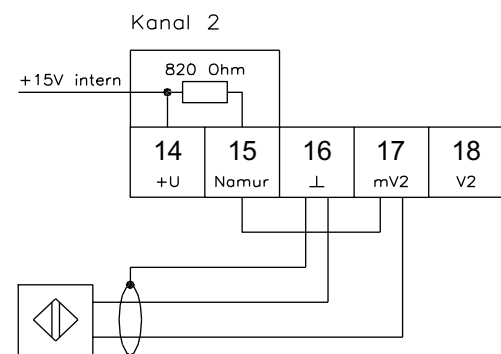 Kanal 2
820 Ohm
+15V intern
14 15 16 17 18
+U Namur ⊥ mV2 V2